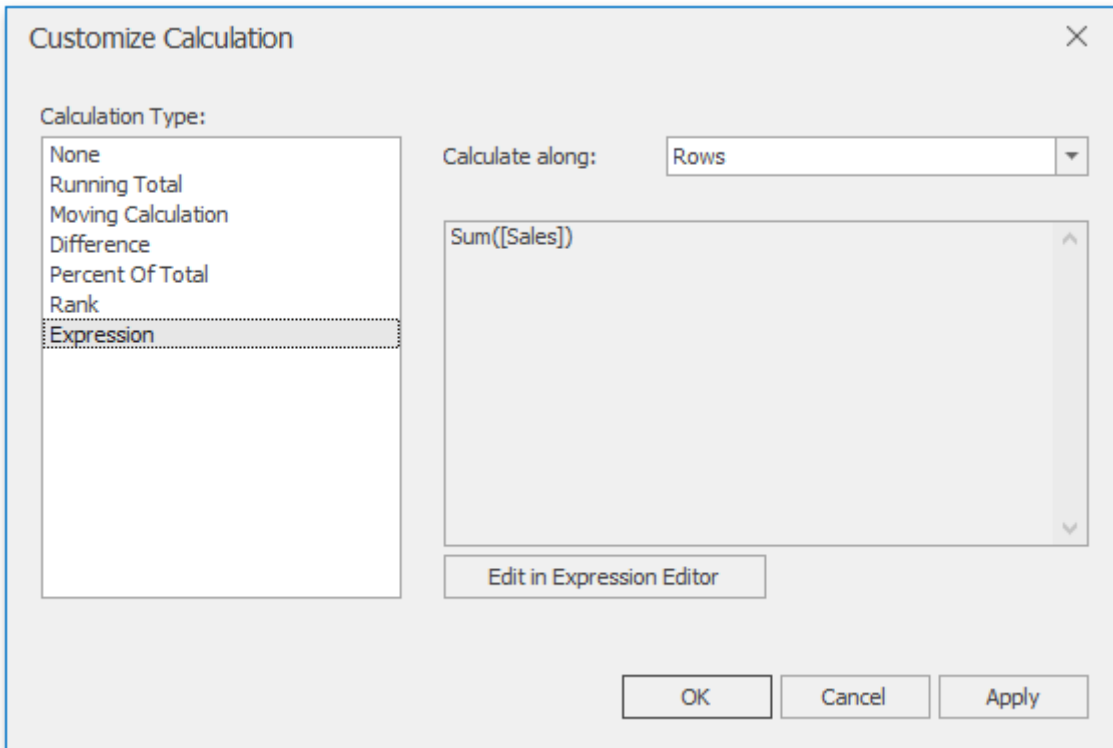 Customize Calculation
Calculation Type:
None
Running Total
Moving Calculation
Difference
Percent Of Total
Rank
Expression
Calculate along:
Rows
Sum([Sales])
Edit in Expression Editor
OK
Cancel
Apply